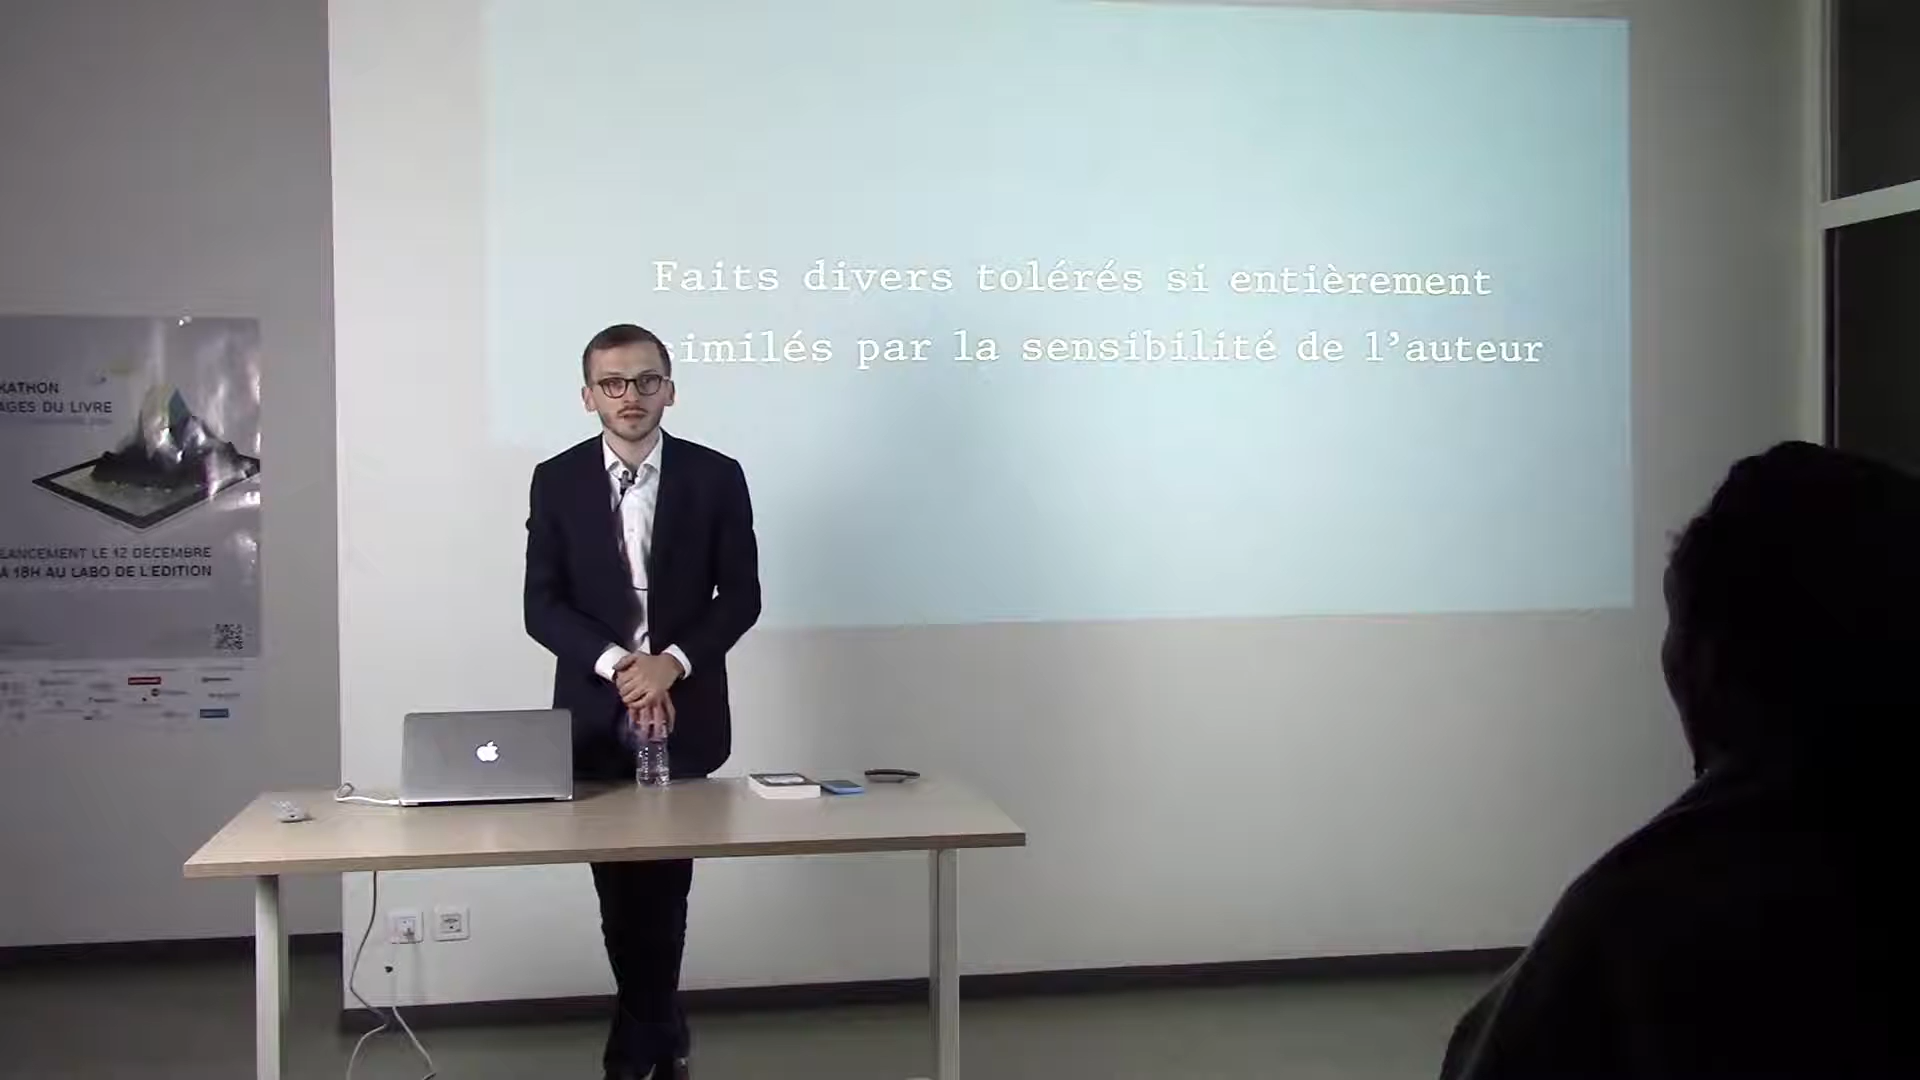 Faits divers tolérés si entièrement
similés par la sensibilité de l'auteur
KATHON
AGES DU LIVRE
LANCEMENT LE 12 DECEMBRE
A 18H AU LABO DE L'EDITION